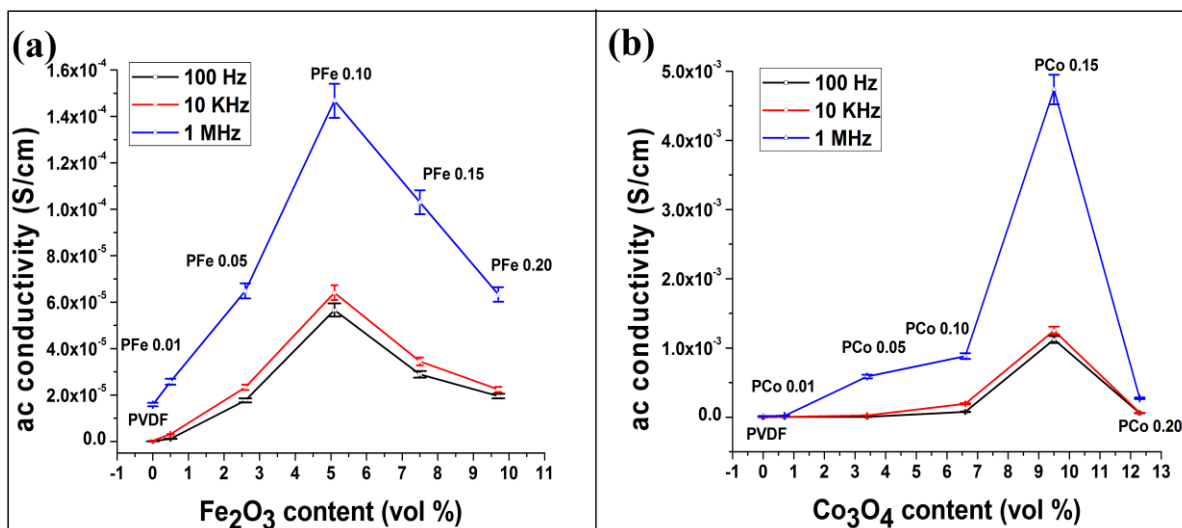 (a)
100 Hz
10 KHz
1 MHz
PFe 0.10
PFe 0.15
PFe 0.05
PFe 0.20
PFe 0.01
PVDF
ac conductivity (S/cm)
1.6x10⁻⁴
1.4x10⁻⁴
1.2x10⁻⁴
1.0x10⁻⁴
8.0x10⁻⁵
6.0x10⁻⁵
4.0x10⁻⁵
2.0x10⁻⁵
0.0
-1 0 1 2 3 4 5 6 7 8 9 10 11
Fe₂O₃ content (vol %)
(b)
100 Hz
10 KHz
1 MHz
PCo 0.15
PCo 0.10
PCo 0.05
PCo 0.01
PVDF
PCo 0.20
ac conductivity (S/cm)
5.0x10⁻³
4.0x10⁻³
3.0x10⁻³
2.0x10⁻³
1.0x10⁻³
0.0
-1 0 1 2 3 4 5 6 7 8 9 10 11 12 13
Co₃O₄ content (vol %)